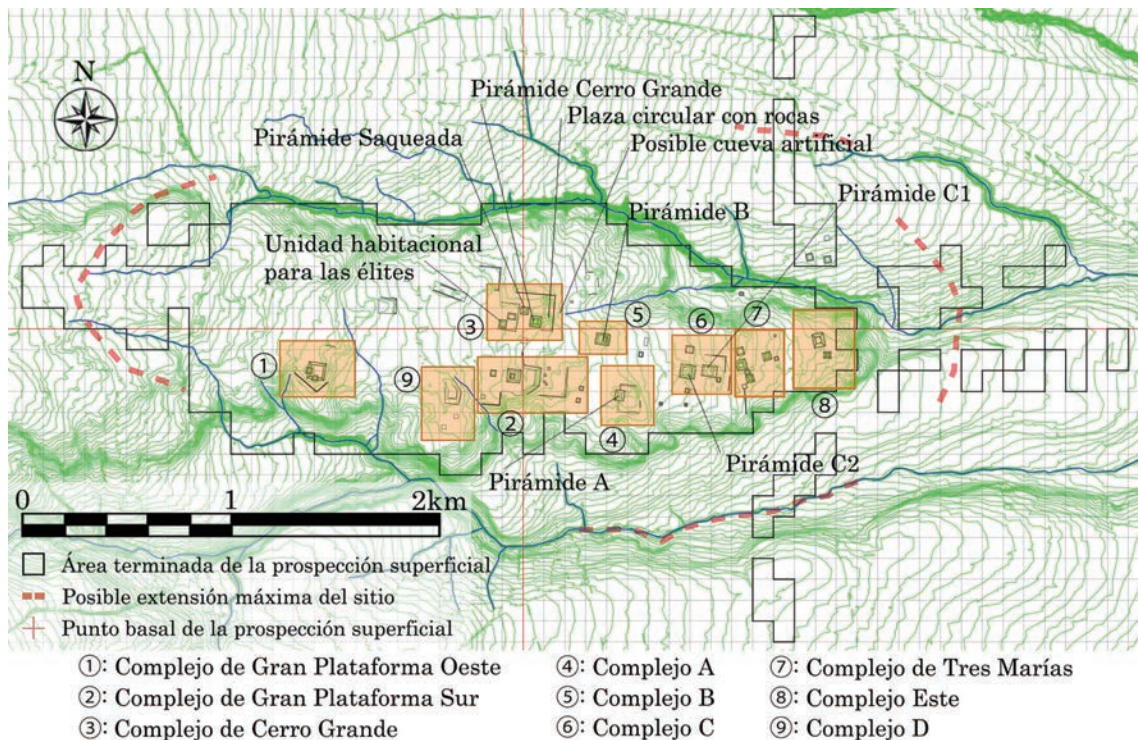 N
Pirámide Cerro Grande
Plaza circular con rocas
Pirámide Saqueada
Posible cueva artificial
Pirámide C1
Pirámide B
Unidad habitacional
para las élites
③
⑤
⑥
⑦
①
⑨
②
④
⑧
Pirámide A
Pirámide C2
0 1 2km
Área terminada de la prospección superficial
Posible extensión máxima del sitio
Punto basal de la prospección superficial
①: Complejo de Gran Plataforma Oeste
②: Complejo de Gran Plataforma Sur
③: Complejo de Cerro Grande
④: Complejo A
⑤: Complejo B
⑥: Complejo C
⑦: Complejo de Tres Marías
⑧: Complejo Este
⑨: Complejo D